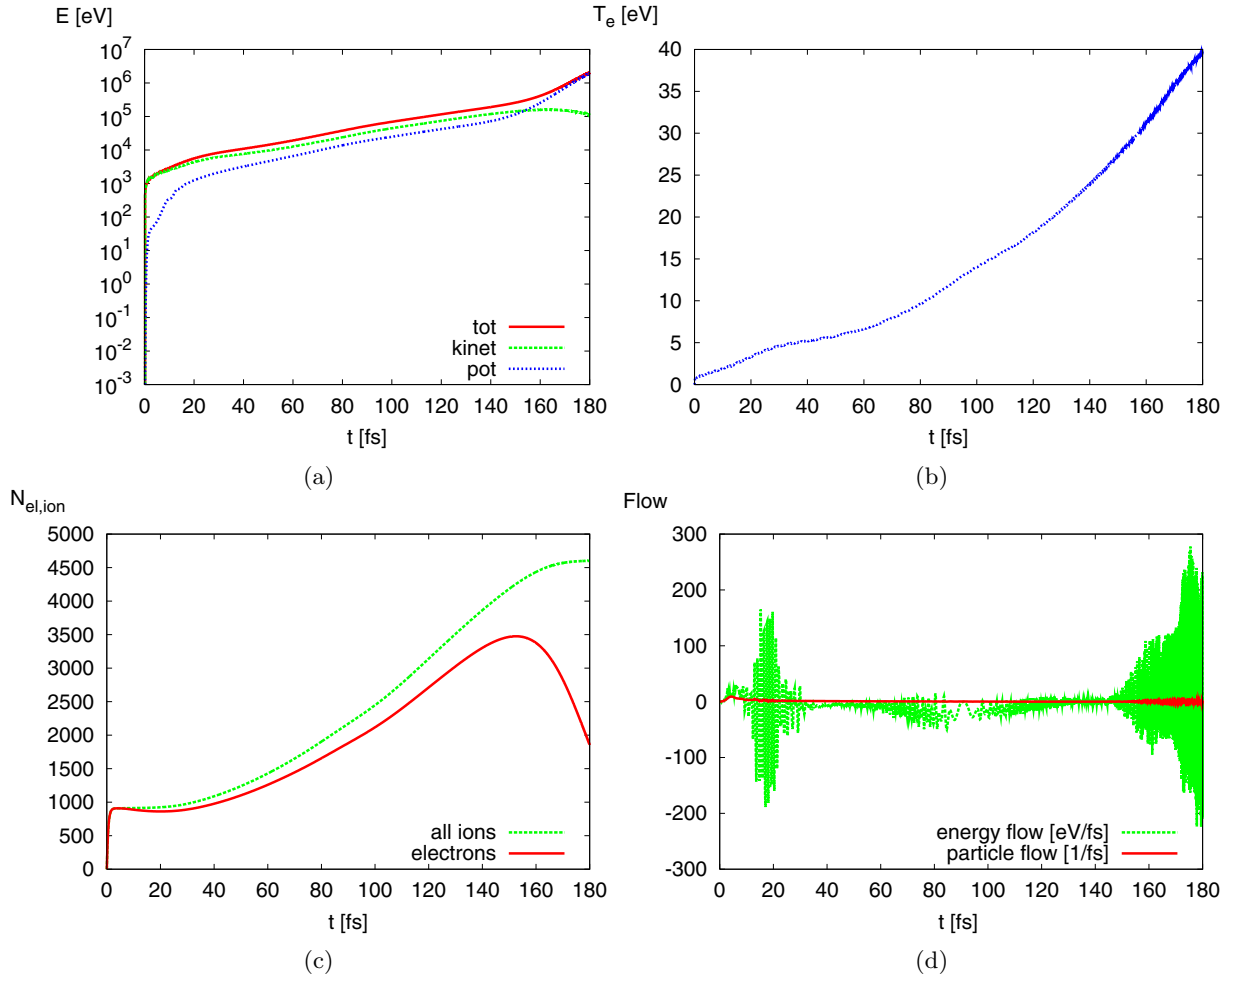 E [eV]
10^7
10^6
10^5
10^4
10^3
10^2
10^1
10^0
10^-1
10^-2
10^-3
tot
kinet
pot
0 20 40 60 80 100 120 140 160 180
t [fs]
(a)
T_e [eV]
40
35
30
25
20
15
10
5
0
0 20 40 60 80 100 120 140 160 180
t [fs]
(b)
N_el,ion
5000
4500
4000
3500
3000
2500
2000
1500
1000
500
0
all ions
electrons
0 20 40 60 80 100 120 140 160 180
t [fs]
(c)
Flow
300
200
100
0
-100
-200
-300
energy flow [eV/fs]
particle flow [1/fs]
0 20 40 60 80 100 120 140 160 180
t [fs]
(d)